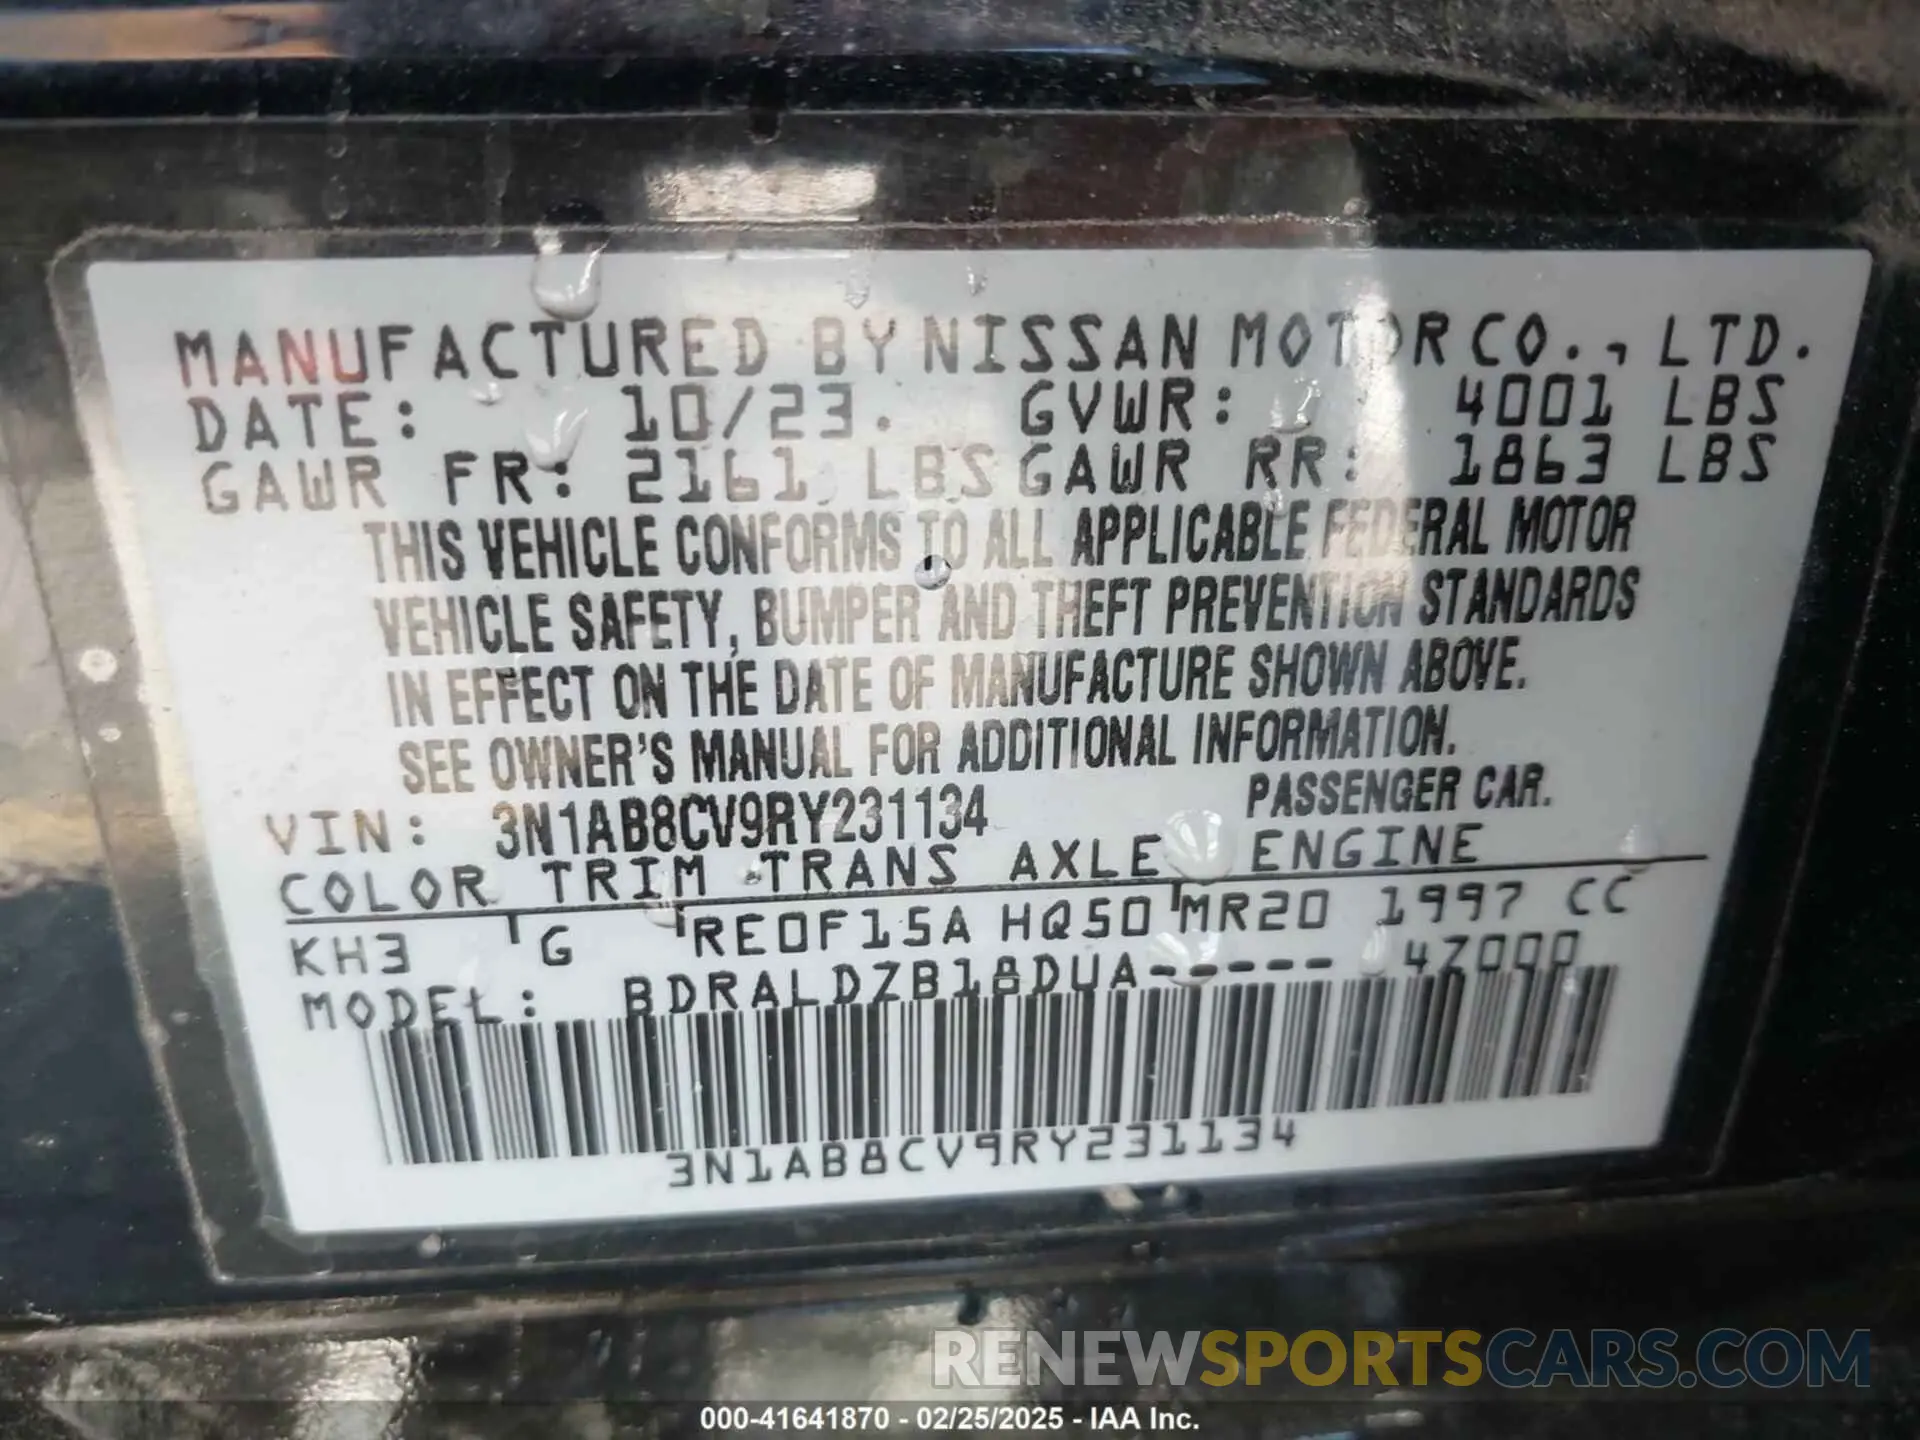 MANUFACTURED BY NISSAN MOTOR CO., LTD.
DATE: 10/23. GVWR: 4001 LBS
GAWR FR: 2161 LBS GAWR RR: 1863 LBS
THIS VEHICLE CONFORMS TO ALL APPLICABLE FEDERAL MOTOR
VEHICLE SAFETY, BUMPER AND THEFT PREVENTION STANDARDS
IN EFFECT ON THE DATE OF MANUFACTURE SHOWN ABOVE.
SEE OWNER'S MANUAL FOR ADDITIONAL INFORMATION.
VIN: 3N1AB8CV9RY231134 PASSENGER CAR.
COLOR TRIM TRANS AXLE ENGINE
KH3 G RE0F15A HQ50 MR20 1997 CC
MODEL: BDRALDZB18DUA----- 47000
3N1AB8CV9RY231134
RENEWSPORTSCARS.COM
000-41641870 - 02/25/2025 - IAA Inc.